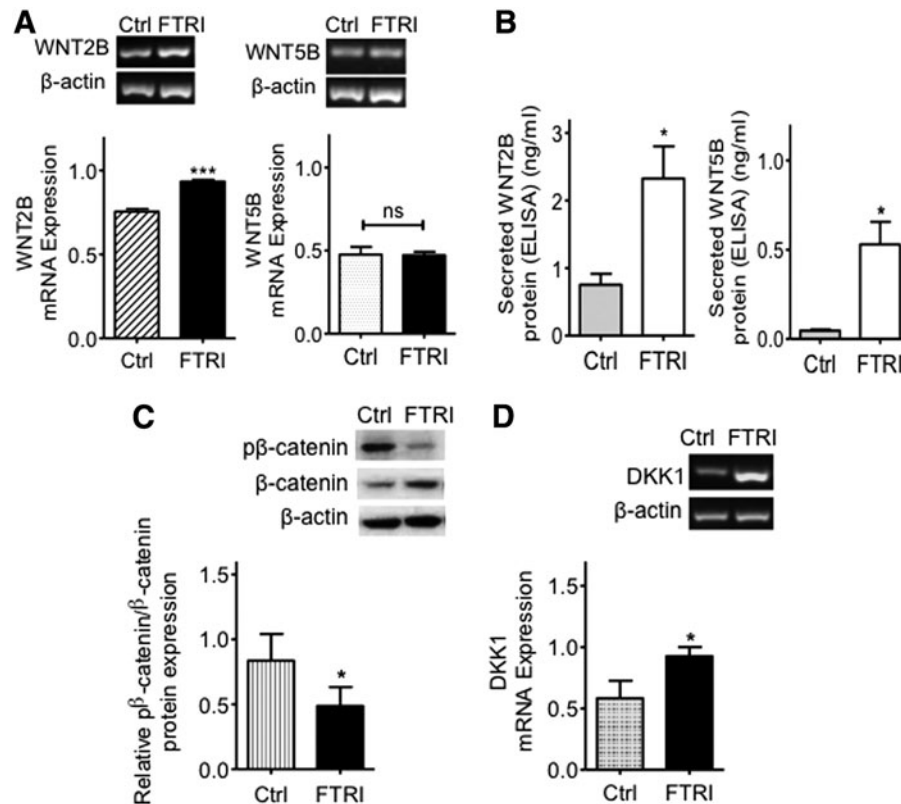 A
Ctrl FTRI
WNT2B
β-actin
WNT2B
mRNA Expression
1.0
***
0.5
0.0
Ctrl FTRI
Ctrl FTRI
WNT5B
β-actin
WNT5B
mRNA Expression
1.0
ns
0.5
0.0
Ctrl FTRI
B
Secreted WNT2B
protein (ELISA) (ng/ml)
3
*
2
1
0
Ctrl FTRI
Secreted WNT5B
protein (ELISA) (ng/ml)
1.0
*
0.5
0.0
Ctrl FTRI
C
Ctrl FTRI
pβ-catenin
β-catenin
β-actin
Relative pβ-catenin/β-catenin
protein expression
1.5
1.0
*
0.5
0.0
Ctrl FTRI
D
Ctrl FTRI
DKK1
β-actin
DKK1
mRNA Expression
1.5
*
1.0
0.5
0.0
Ctrl FTRI